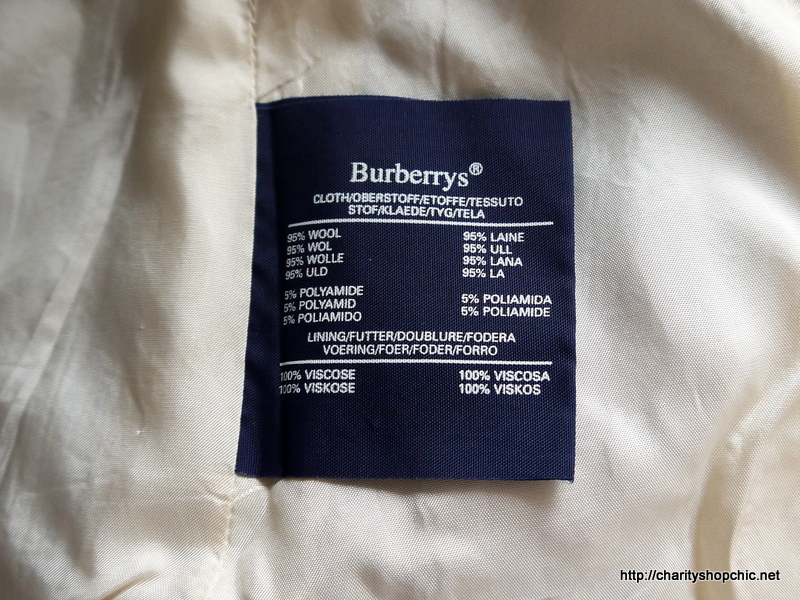 Burberrys®
CLOTH/OBERSTOFF/ETOFFE/TESSUTO
STOF/KLAEDE/TYG/TELA
95% WOOL 95% LAINE
95% WOL 95% ULL
95% WOLLE 95% LANA
95% ULD 95% LA
5% POLYAMIDE 5% POLIAMIDA
5% POLYAMID 5% POLIAMIDE
5% POLIAMIDO
LINING/FUTTER/DOUBLURE/FODERA
VOERING/FOER/FODER/FORRO
100% VISCOSE 100% VISCOSA
100% VISKOSE 100% VISKOS
http://charityshopchic.net